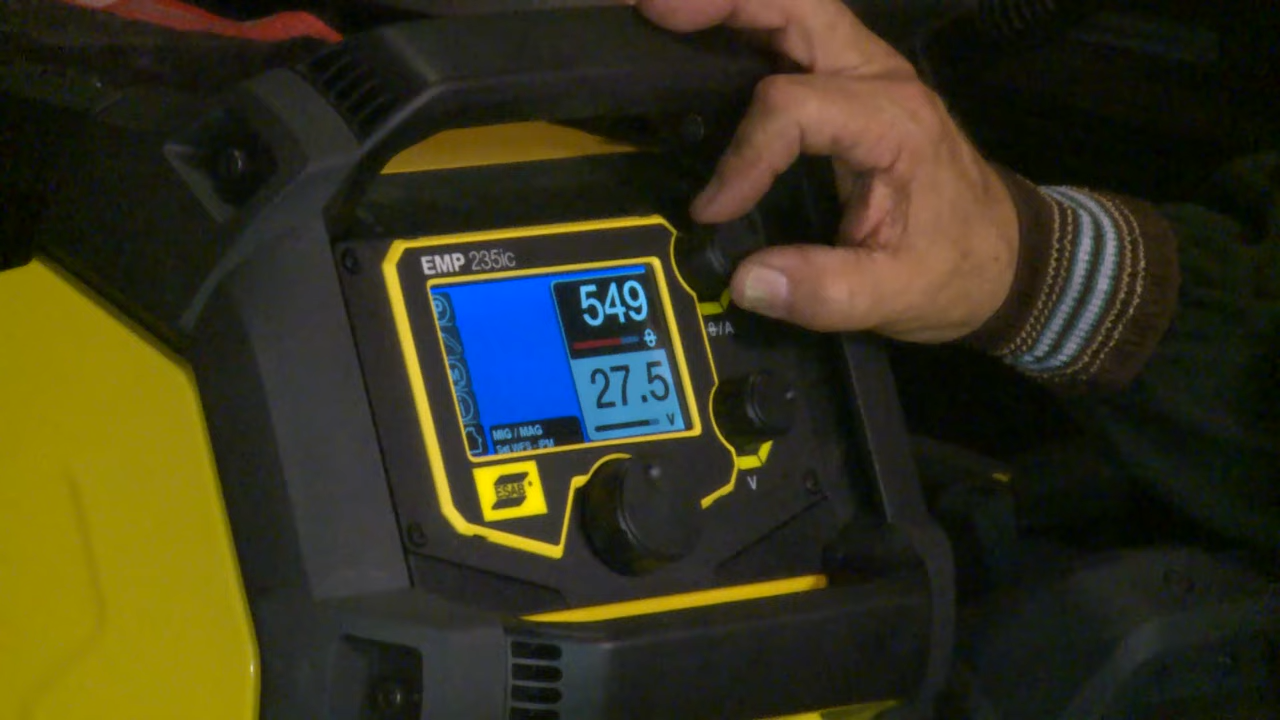 EMP 235ic
549
27.5
V
MIG / MAG
Set WFS - IPM
ESAB
/ A
V